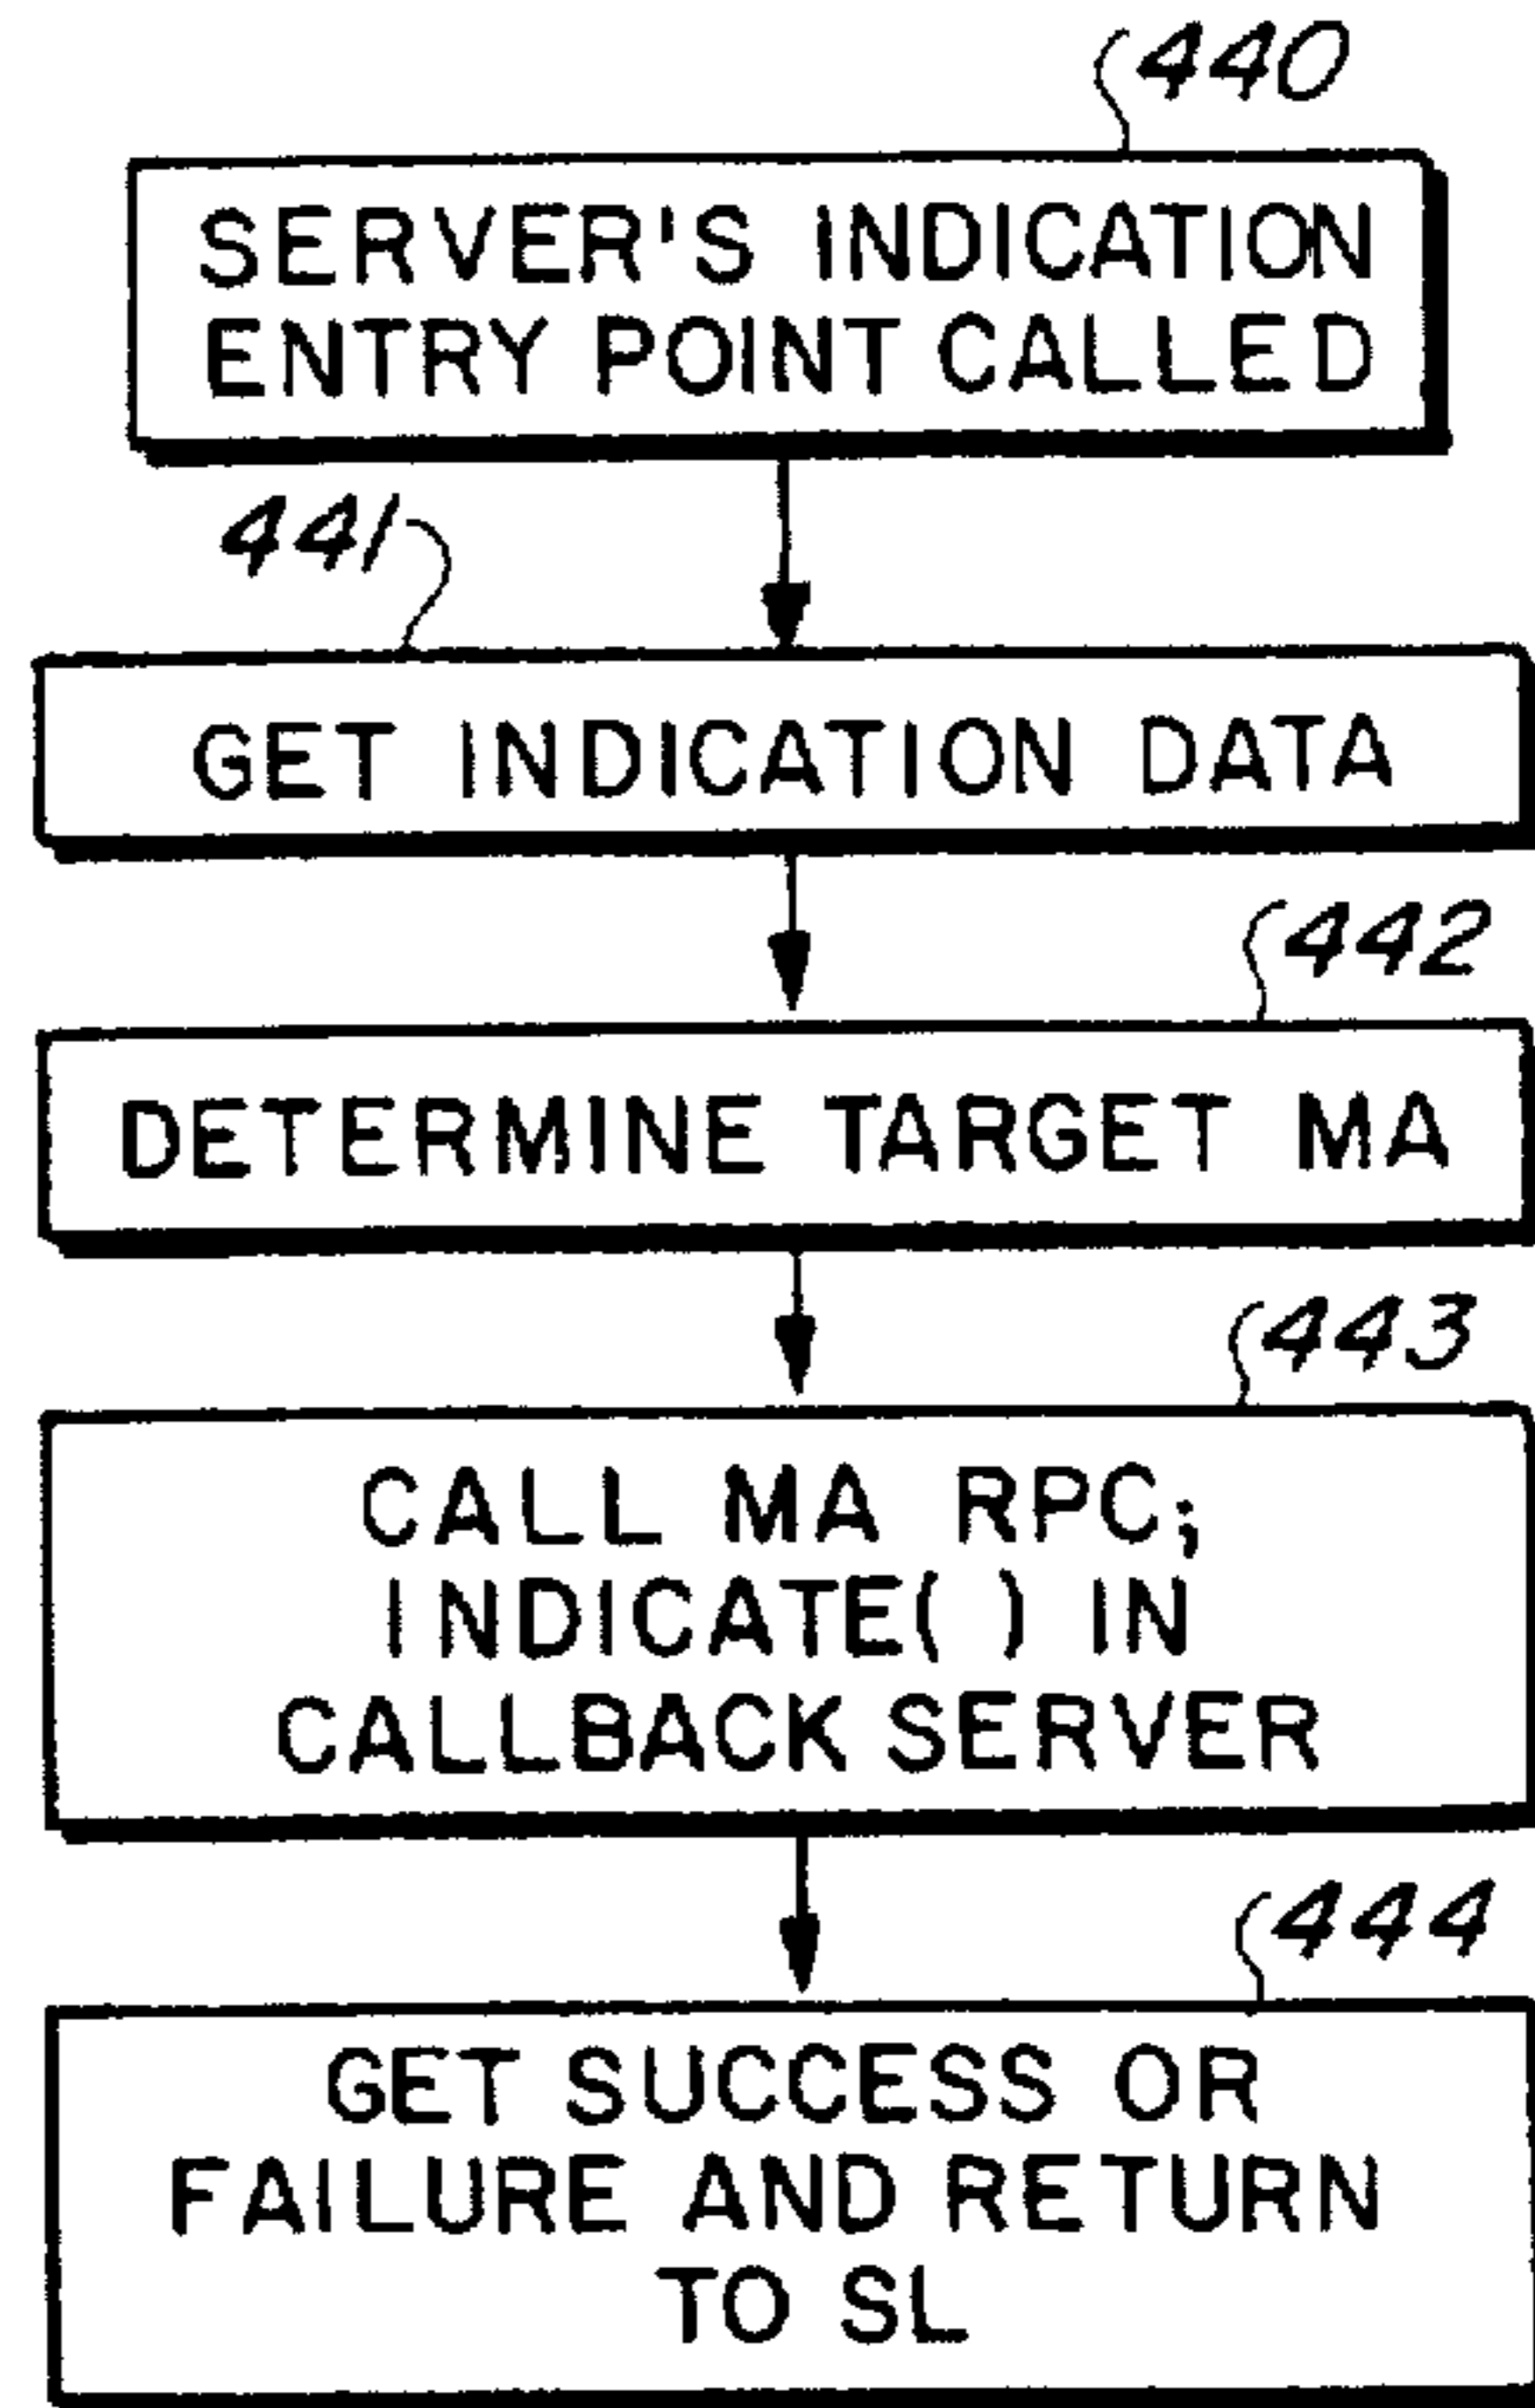 440
SERVER'S INDICATION
ENTRY POINT CALLED
441
GET INDICATION DATA
442
DETERMINE TARGET MA
443
CALL MA RPC;
INDICATE( ) IN
CALLBACK SERVER
444
GET SUCCESS OR
FAILURE AND RETURN
TO SL